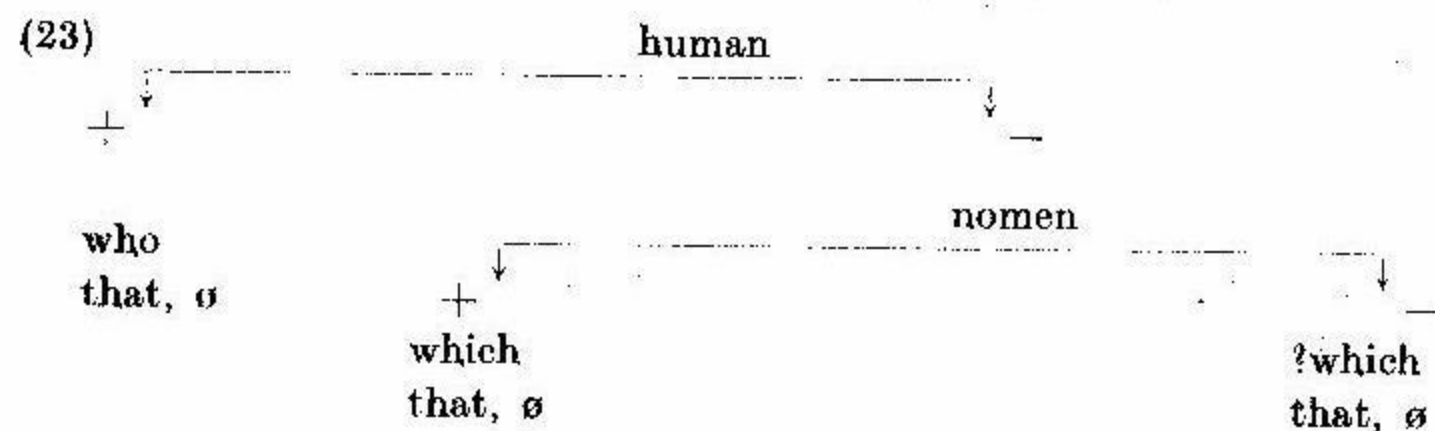 (23)
human
+ —
nomen
who
that, ø
+ —
which ?which
that, ø that, ø